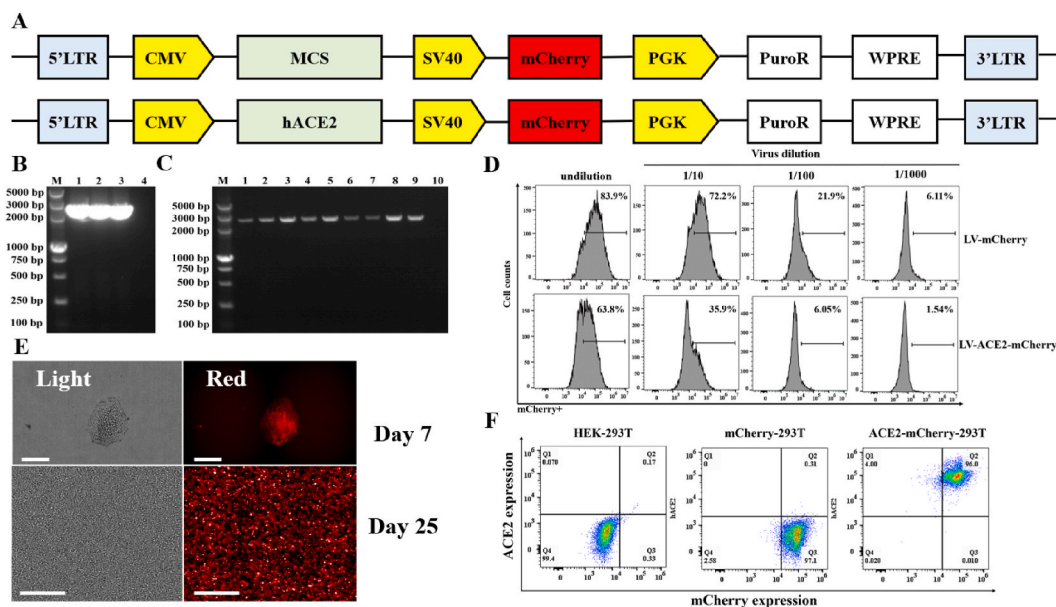 A
5'LTR CMV MCS SV40 mCherry PGK PuroR WPRE 3'LTR
5'LTR CMV hACE2 SV40 mCherry PGK PuroR WPRE 3'LTR
B
M 1 2 3 4
5000 bp
3000 bp
2000 bp
1000 bp
750 bp
500 bp
250 bp
100 bp
C
M 1 2 3 4 5 6 7 8 9 10
5000 bp
3000 bp
2000 bp
1000 bp
750 bp
500 bp
250 bp
100 bp
D
Virus dilution
undilution 1/10 1/100 1/1000
83.9% 72.2% 21.9% 6.11%
LV-mCherry
Cell counts
63.8% 35.9% 6.05% 1.54%
LV-ACE2-mCherry
mCherry+
E
Light Red
Day 7
Day 25
F
HEK-293T mCherry-293T ACE2-mCherry-293T
ACE2 expression
Q1 Q2
0.070 0.17
Q4 Q3
99.4 0.33
hACE2
Q1 Q2
0 0.31
Q4 Q3
2.58 97.1
hACE2
Q1 Q2
4.00 96.0
Q4 Q3
0.020 0.010
mCherry expression